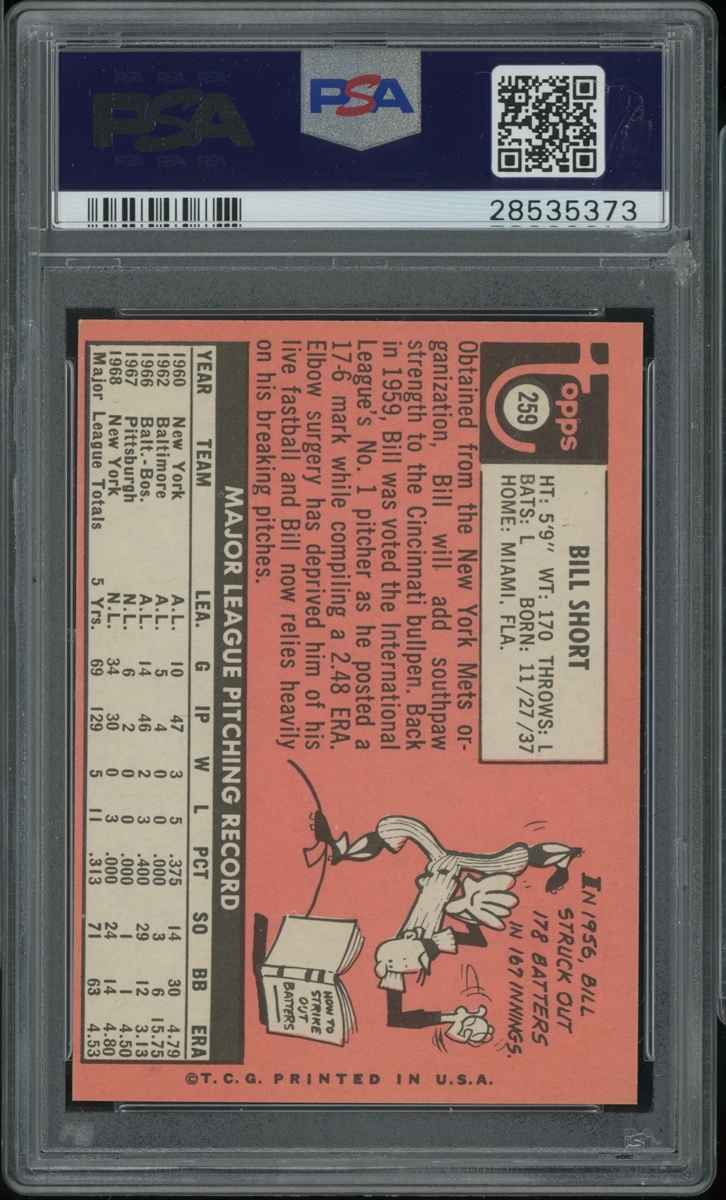 PSA PSA PSA
PSA
PSA PSA PSA
PSA
28535373
Topps
259
BILL SHORT
HT: 5'9" WT: 170 THROWS: L
BATS: L BORN: 11/27/37
HOME: MIAMI, FLA.
Obtained from the New York Mets or-
ganization, Bill will add southpaw
strength to the Cincinnati bullpen. Back
in 1959, Bill was voted the International
League's No. 1 pitcher as he posted a
17-6 mark while compiling a 2.48 ERA.
Elbow surgery has deprived him of his
live fastball and Bill now relies heavily
on his breaking pitches.
IN 1956, BILL
STRUCK OUT
178 BATTERS
IN 167 INNINGS.
HOW TO
STRIKE
OUT
BATTERS
MAJOR LEAGUE PITCHING RECORD
YEAR TEAM LEA. G IP W L PCT SO BB ERA
1960 New York A.L. 10 47 3 5 .375 14 30 4.79
1962 Baltimore A.L. 5 4 0 0 .000 3 6 15.75
1966 Balt.-Bos. A.L. 14 46 2 3 .400 29 12 3.13
1967 Pittsburgh N.L. 6 2 0 0 .000 1 1 4.50
1968 New York N.L. 34 30 0 3 .000 24 14 4.80
Major League Totals 5 Yrs. 69 129 5 11 .313 71 63 4.53
©T.C.G. PRINTED IN U.S.A.
PSA